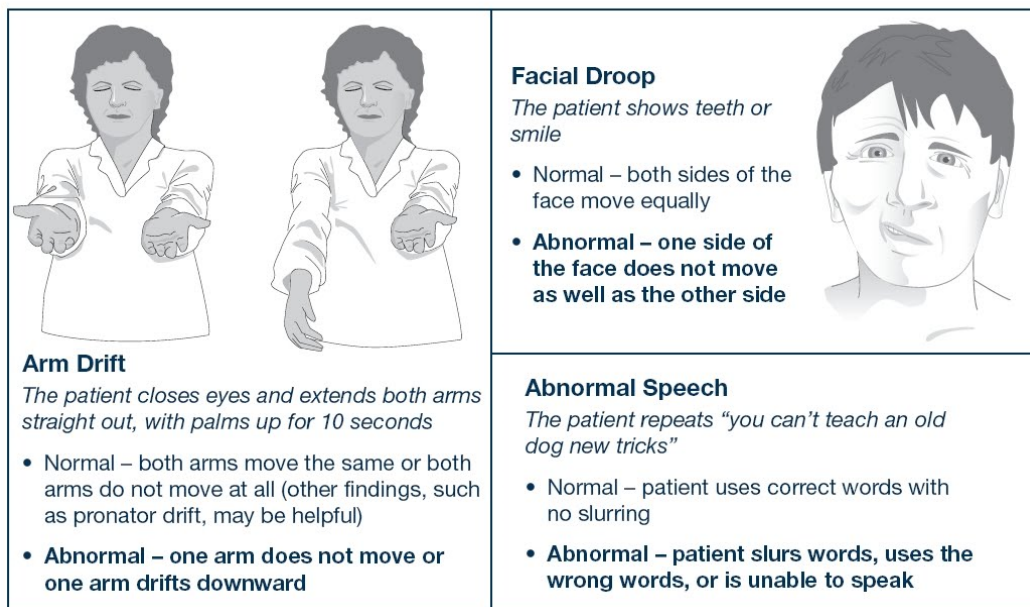 Arm Drift
The patient closes eyes and extends both arms
straight out, with palms up for 10 seconds
• Normal – both arms move the same or both
arms do not move at all (other findings, such
as pronator drift, may be helpful)
• Abnormal – one arm does not move or
one arm drifts downward
Facial Droop
The patient shows teeth or
smile
• Normal – both sides of the
face move equally
• Abnormal – one side of
the face does not move
as well as the other side
Abnormal Speech
The patient repeats “you can’t teach an old
dog new tricks”
• Normal – patient uses correct words with
no slurring
• Abnormal – patient slurs words, uses the
wrong words, or is unable to speak